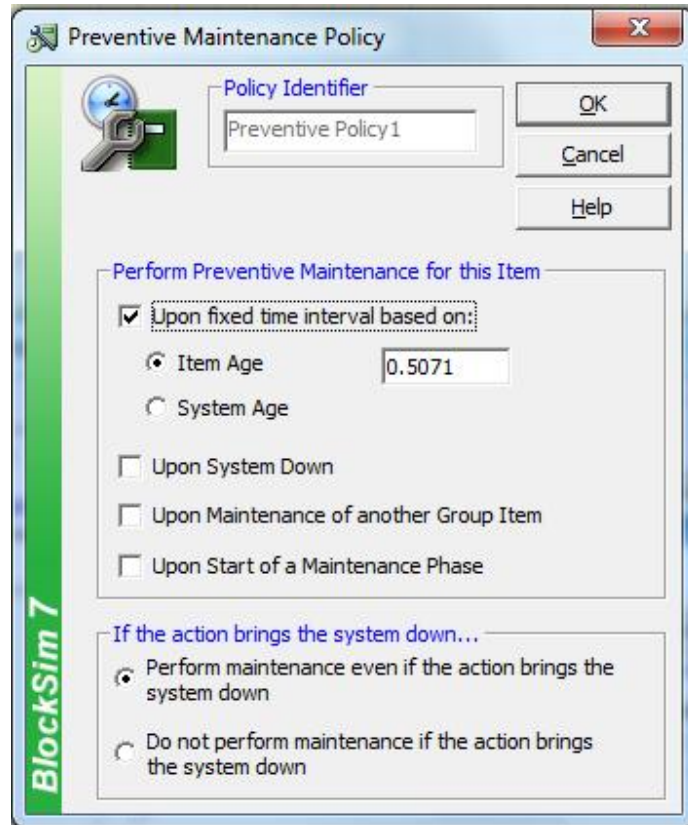 Preventive Maintenance Policy
Policy Identifier
Preventive Policy1
OK
Cancel
Help
Perform Preventive Maintenance for this Item
Upon fixed time interval based on:
Item Age
0.5071
System Age
Upon System Down
Upon Maintenance of another Group Item
Upon Start of a Maintenance Phase
If the action brings the system down...
Perform maintenance even if the action brings the
system down
Do not perform maintenance if the action brings
the system down
BlockSim 7